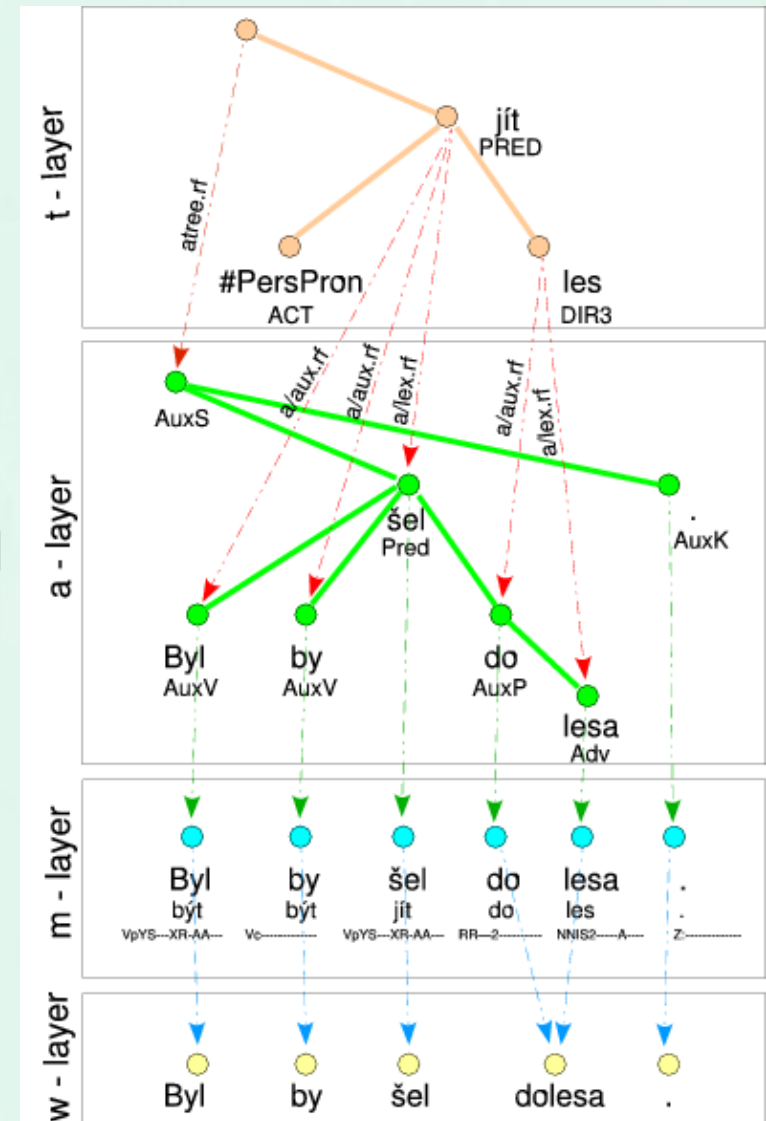 t - layer
jít
PRED
atree.rf
#PersPron les
ACT DIR3
a - layer
a/aux.rf a/aux.rf a/lex.rf a/aux.rf a/lex.rf
AuxS
šel .
Pred AuxK
Byl by do
AuxV AuxV AuxP
lesa
Adv
m - layer
Byl by šel do lesa .
být být jít do les .
VpYS---XR-AA--- Vc------------- VpYS---XR-AA--- RR---2---------- NNIS2-----A---- Z:-------------
w - layer
Byl by šel dolesa .